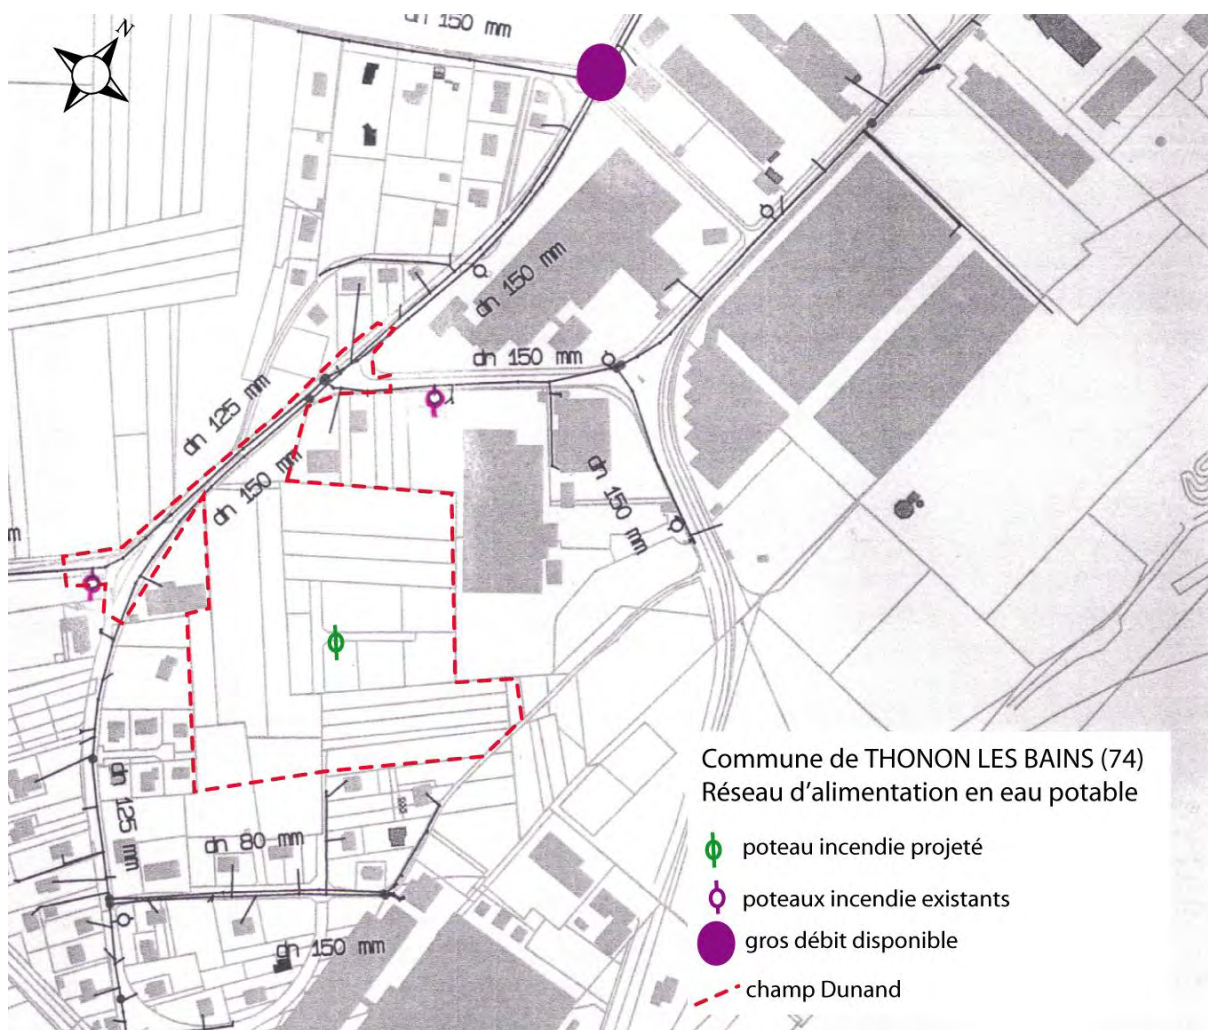 dn 150 mm
N
dn 150 mm
dn 150 mm
dn 125 mm
dn 150 mm
dn 150 mm
m
dn 125 mm
dn 80 mm
dn 150 mm
Commune de THONON LES BAINS (74)
Réseau d'alimentation en eau potable
poteau incendie projeté
poteaux incendie existants
gros débit disponible
champ Dunand